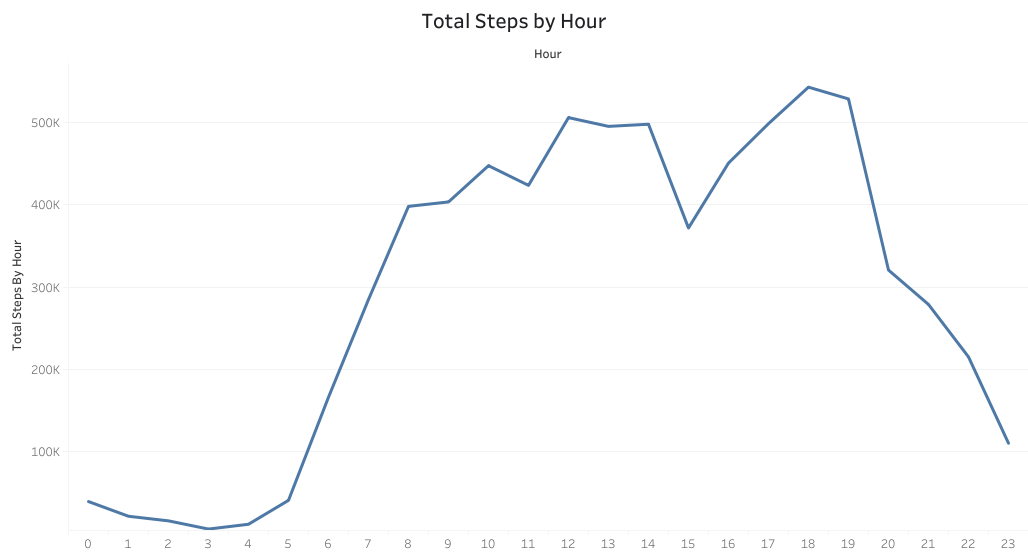 Total Steps by Hour
Hour
Total Steps By Hour
500K
400K
300K
200K
100K
0 1 2 3 4 5 6 7 8 9 10 11 12 13 14 15 16 17 18 19 20 21 22 23